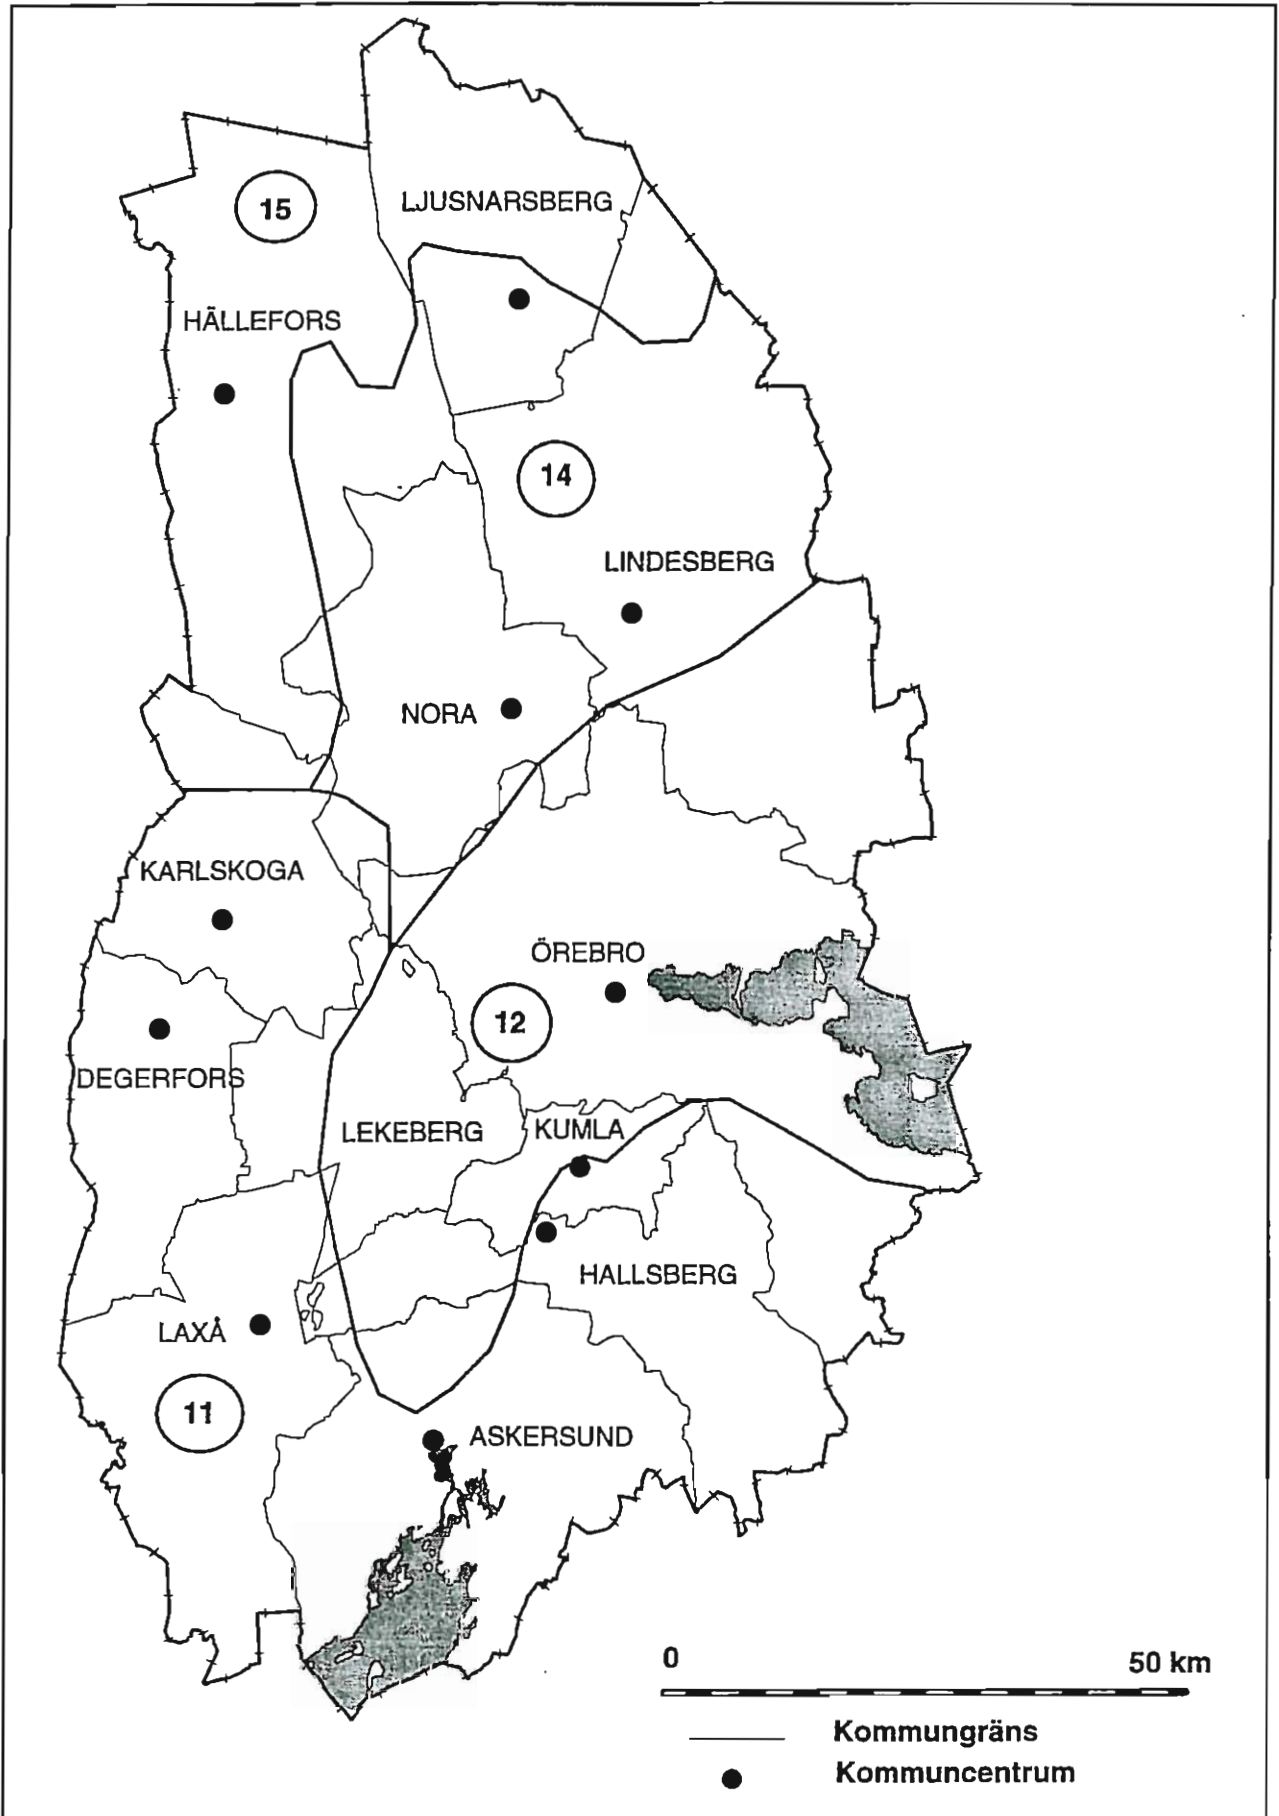 LJUSNARSBERG
15
HÄLLEFORS
14
LINDESBERG
NORA
KARLSKOGA
ÖREBRO
12
DEGERFORS
LEKEBERG
KUMLA
HALLSBERG
LAXÅ
11
ASKERSUND
0 50 km
Kommungräns
Kommuncentrum